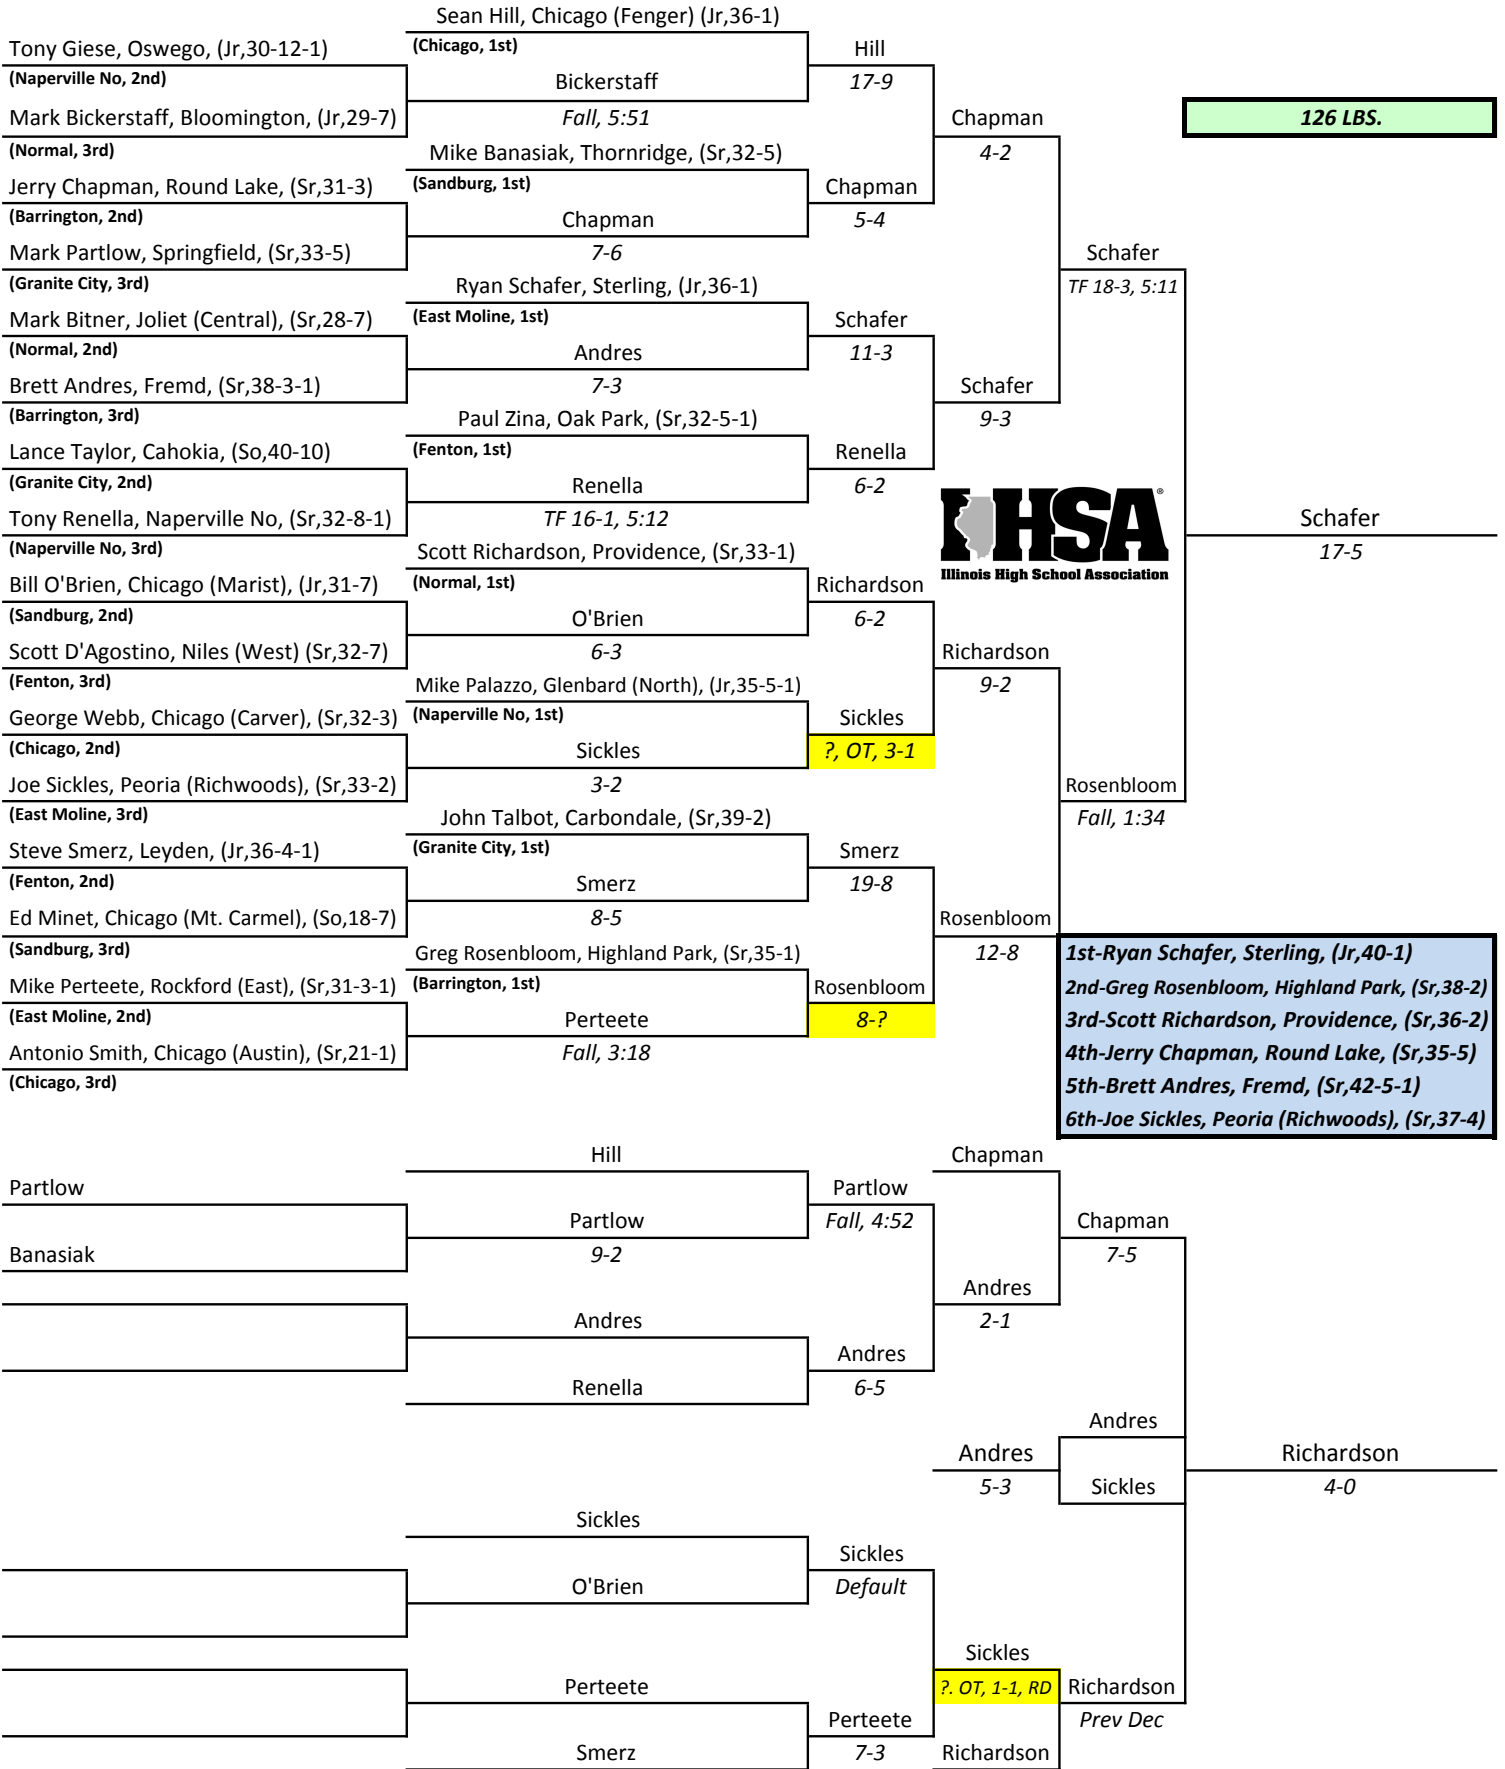 Sean Hill, Chicago (Fenger) (Jr,36-1)
Tony Giese, Oswego, (Jr,30-12-1)
(Chicago, 1st)
Hill
(Naperville No, 2nd)
Bickerstaff
17-9
Mark Bickerstaff, Bloomington, (Jr,29-7)
Fall, 5:51
Chapman
126 LBS.
(Normal, 3rd)
Mike Banasiak, Thornridge, (Sr,32-5)
4-2
Jerry Chapman, Round Lake, (Sr,31-3)
(Sandburg, 1st)
Chapman
(Barrington, 2nd)
Chapman
5-4
Mark Partlow, Springfield, (Sr,33-5)
7-6
Schafer
(Granite City, 3rd)
Ryan Schafer, Sterling, (Jr,36-1)
TF 18-3, 5:11
Mark Bitner, Joliet (Central), (Sr,28-7)
(East Moline, 1st)
Schafer
(Normal, 2nd)
Andres
11-3
Brett Andres, Fremd, (Sr,38-3-1)
7-3
Schafer
(Barrington, 3rd)
Paul Zina, Oak Park, (Sr,32-5-1)
9-3
Lance Taylor, Cahokia, (So,40-10)
(Fenton, 1st)
Renella
(Granite City, 2nd)
Renella
6-2
IHSA®
Tony Renella, Naperville No, (Sr,32-8-1)
TF 16-1, 5:12
Schafer
(Naperville No, 3rd)
Scott Richardson, Providence, (Sr,33-1)
17-5
Bill O'Brien, Chicago (Marist), (Jr,31-7)
(Normal, 1st)
Richardson
Illinois High School Association
(Sandburg, 2nd)
O'Brien
6-2
Scott D'Agostino, Niles (West) (Sr,32-7)
6-3
Richardson
(Fenton, 3rd)
Mike Palazzo, Glenbard (North), (Jr,35-5-1)
9-2
George Webb, Chicago (Carver), (Sr,32-3)
(Naperville No, 1st)
Sickles
(Chicago, 2nd)
Sickles
?, OT, 3-1
Joe Sickles, Peoria (Richwoods), (Sr,33-2)
3-2
Rosenbloom
(East Moline, 3rd)
John Talbot, Carbondale, (Sr,39-2)
Fall, 1:34
Steve Smerz, Leyden, (Jr,36-4-1)
(Granite City, 1st)
Smerz
(Fenton, 2nd)
Smerz
19-8
Ed Minet, Chicago (Mt. Carmel), (So,18-7)
8-5
Rosenbloom
(Sandburg, 3rd)
Greg Rosenbloom, Highland Park, (Sr,35-1)
12-8
1st-Ryan Schafer, Sterling, (Jr,40-1)
Mike Perteete, Rockford (East), (Sr,31-3-1)
(Barrington, 1st)
Rosenbloom
2nd-Greg Rosenbloom, Highland Park, (Sr,38-2)
(East Moline, 2nd)
Perteete
8-?
3rd-Scott Richardson, Providence, (Sr,36-2)
Antonio Smith, Chicago (Austin), (Sr,21-1)
Fall, 3:18
4th-Jerry Chapman, Round Lake, (Sr,35-5)
(Chicago, 3rd)
5th-Brett Andres, Fremd, (Sr,42-5-1)
6th-Joe Sickles, Peoria (Richwoods), (Sr,37-4)
Hill
Chapman
Partlow
Partlow
Partlow
Fall, 4:52
Chapman
Banasiak
9-2
7-5
Andres
Andres
2-1
Andres
Renella
6-5
Andres
Andres
Richardson
5-3
Sickles
4-0
Sickles
Sickles
O'Brien
Default
Sickles
Perteete
?. OT, 1-1, RD
Richardson
Perteete
Prev Dec
Smerz
7-3
Richardson